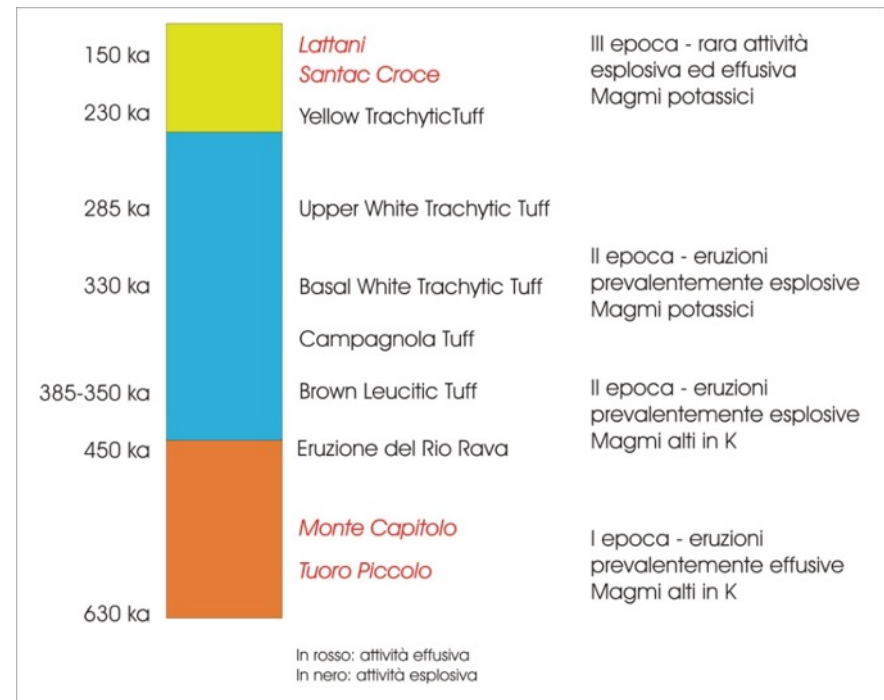 150 ka
230 ka
285 ka
330 ka
385-350 ka
450 ka
630 ka
Lattani
Santac Croce
Yellow TrachyticTuff
Upper White Trachytic Tuff
Basal White Trachytic Tuff
Campagnola Tuff
Brown Leucitic Tuff
Eruzione del Rio Rava
Monte Capitolo
Tuoro Piccolo
In rosso: attività effusiva
In nero: attività esplosiva
III epoca - rara attività
esplosiva ed effusiva
Magmi potassici
II epoca - eruzioni
prevalentemente esplosive
Magmi potassici
II epoca - eruzioni
prevalentemente esplosive
Magmi alti in K
I epoca - eruzioni
prevalentemente effusive
Magmi alti in K